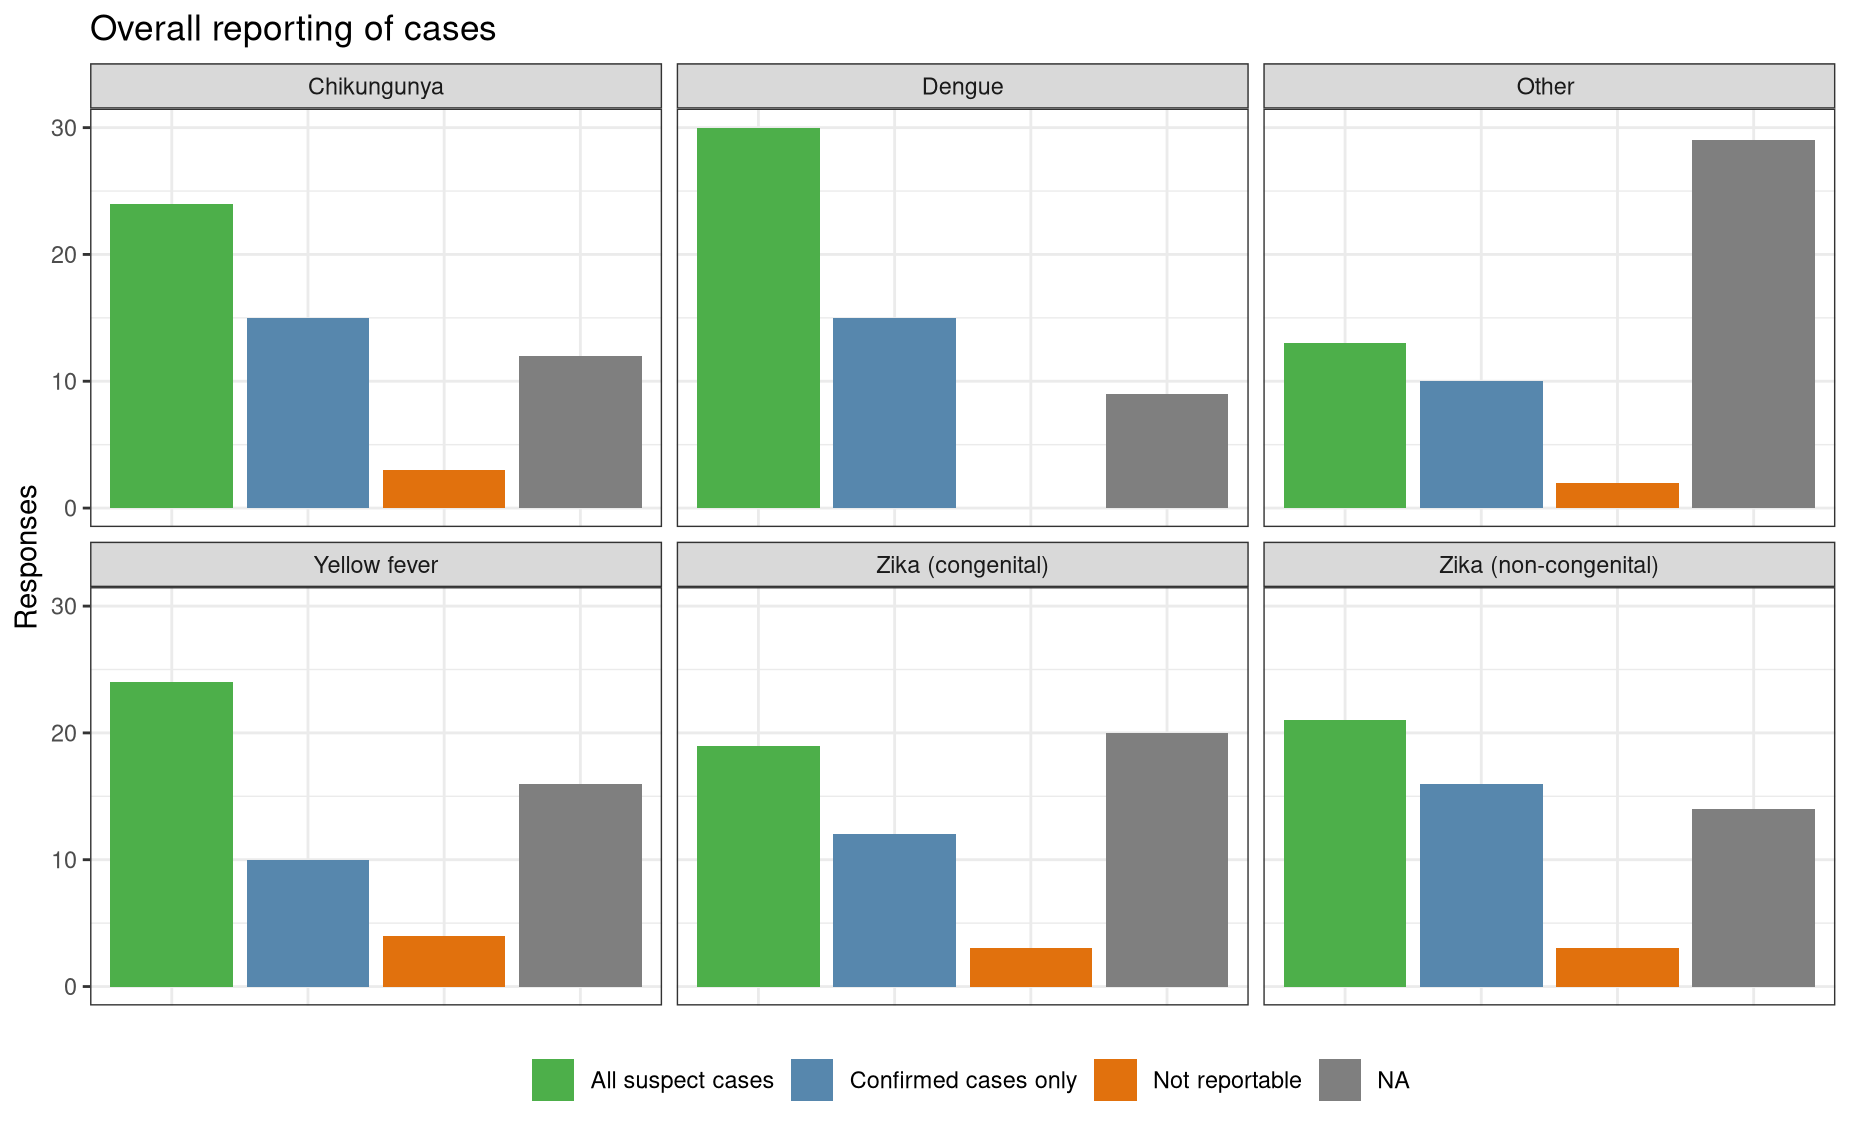 Overall reporting of cases
Chikungunya
Dengue
Other
30
20
10
0
Responses
Yellow fever
Zika (congenital)
Zika (non-congenital)
30
20
10
0
All suspect cases
Confirmed cases only
Not reportable
NA